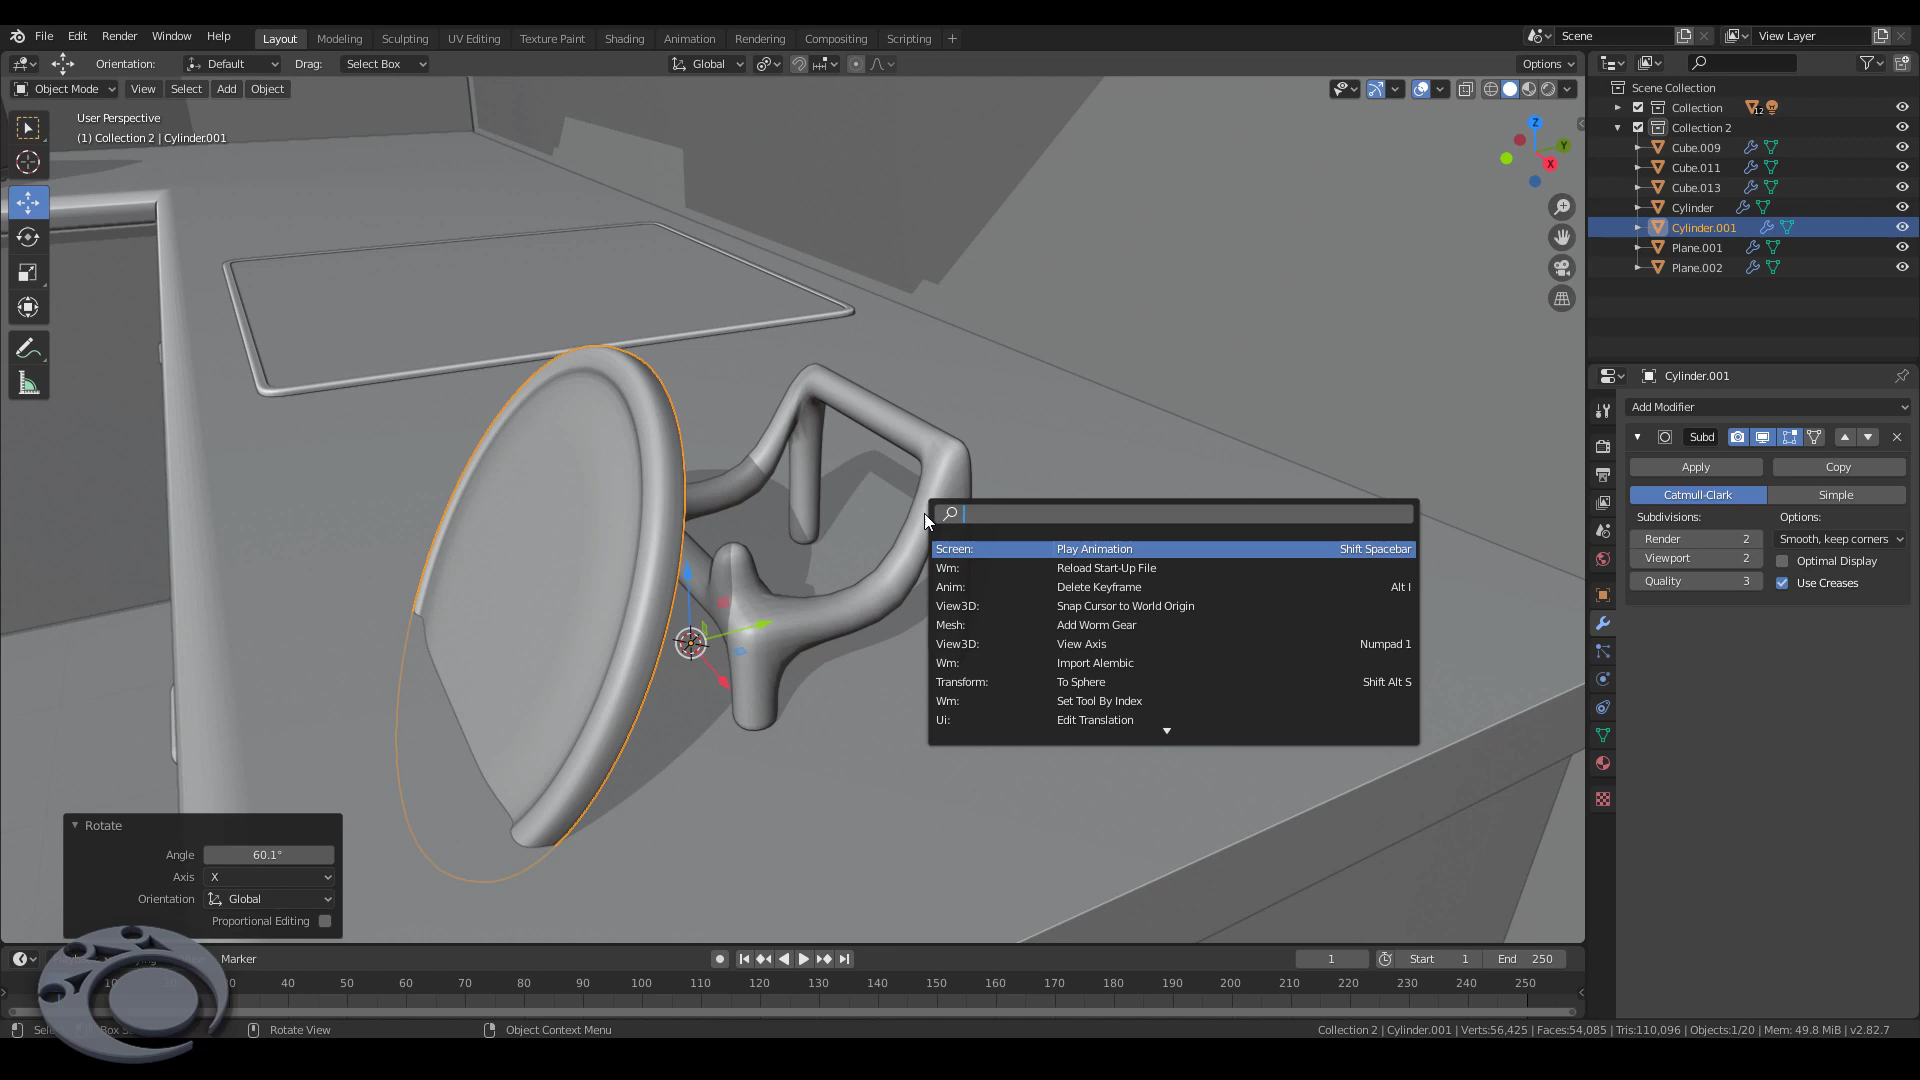 File Edit Render Window Help Layout Modeling Sculpting UV Editing Texture Paint Shading Animation Rendering Compositing Scripting + Scene View Layer
Orientation: Default Drag: Select Box Global Options
Object Mode View Select Add Object
User Perspective
(1) Collection 2 | Cylinder.001
Z
Y
X
Scene Collection
Collection 12
Collection 2
Cube.009
Cube.011
Cube.013
Cylinder
Cylinder.001
Plane.001
Plane.002
Cylinder.001
Add Modifier
Subd
Apply Copy
Catmull-Clark Simple
Subdivisions: Options:
Render 2 Smooth, keep corners
Viewport 2 Optimal Display
Quality 3 Use Creases
Screen: Play Animation Shift Spacebar
Wm: Reload Start-Up File
Anim: Delete Keyframe Alt I
View3D: Snap Cursor to World Origin
Mesh: Add Worm Gear
View3D: View Axis Numpad 1
Wm: Import Alembic
Transform: To Sphere Shift Alt S
Wm: Set Tool By Index
Ui: Edit Translation
Rotate
Angle 60.1°
Axis X
Orientation Global
Proportional Editing
Marker 1 Start 1 End 250
40 50 60 70 80 90 100 110 120 130 140 150 160 170 180 190 200 210 220 230 240 250
Rotate View Object Context Menu Collection 2 | Cylinder.001 | Verts:56,425 | Faces:54,085 | Tris:110,096 | Objects:1/20 | Mem: 49.8 MiB | v2.82.7